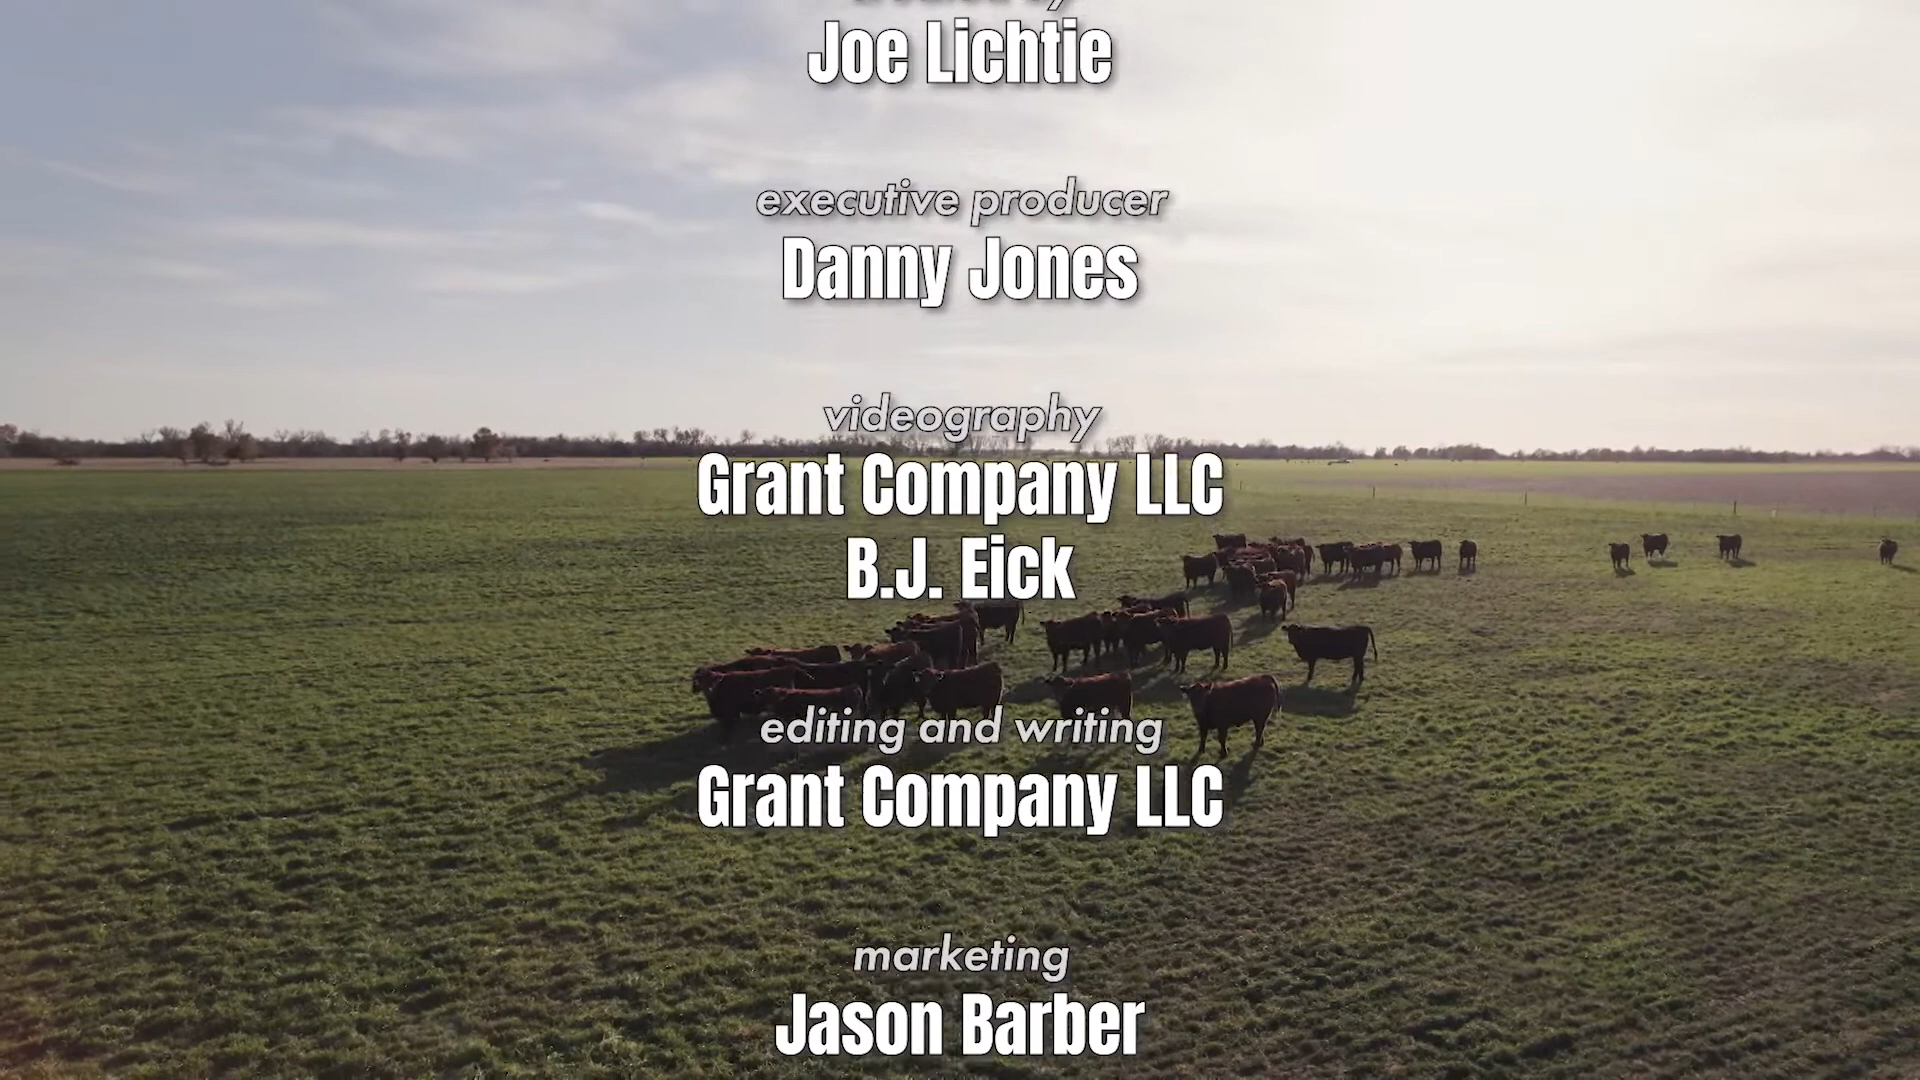 Joe Lichtie
executive producer
Danny Jones
videography
Grant Company LLC
B.J. Eick
editing and writing
Grant Company LLC
marketing
Jason Barber